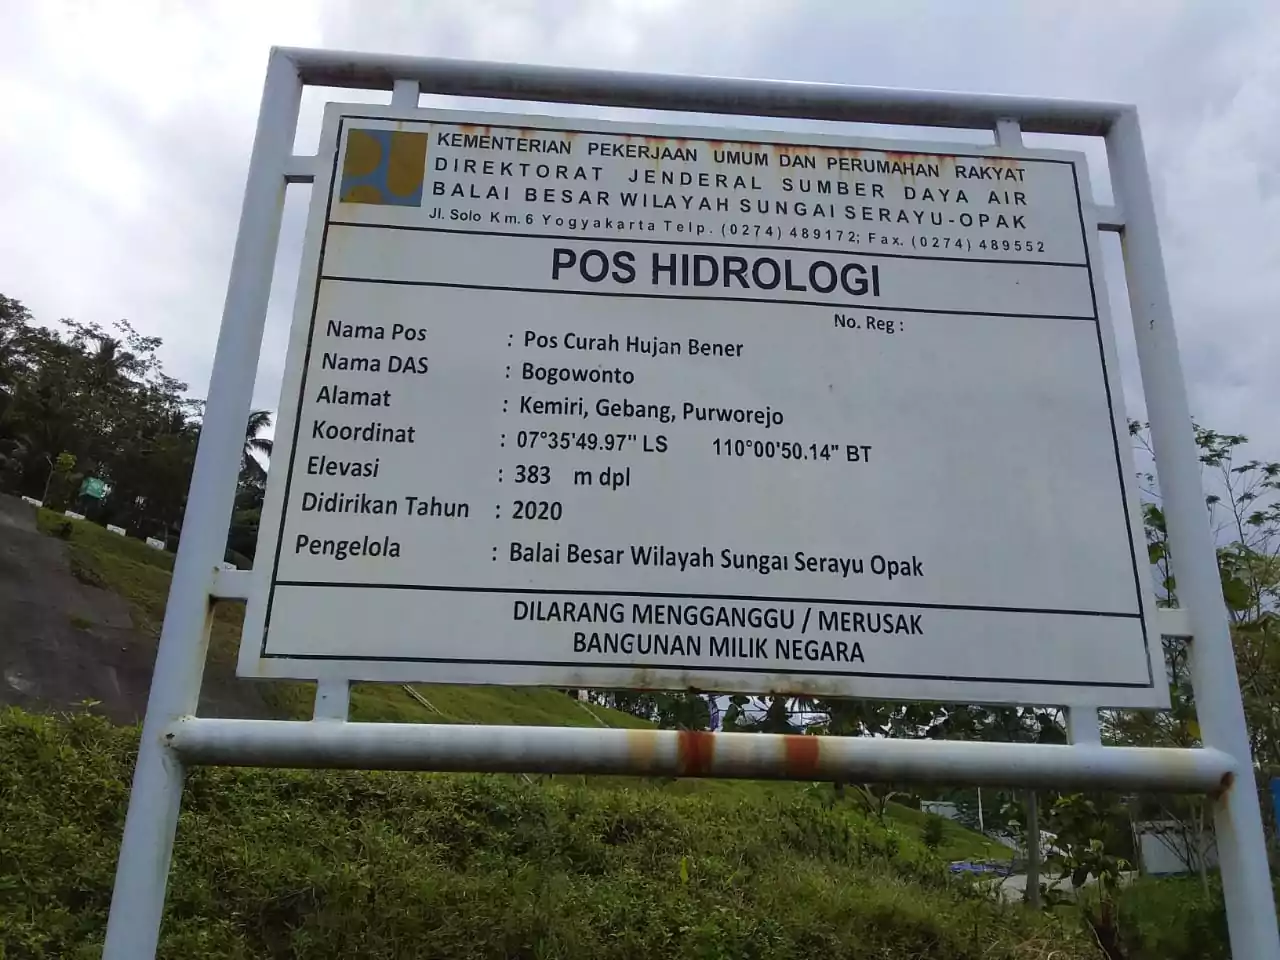 KEMENTERIAN PEKERJAAN UMUM DAN PERUMAHAN RAKYAT
DIREKTORAT JENDERAL SUMBER DAYA AIR
BALAI BESAR WILAYAH SUNGAI SERAYU-OPAK
Jl. Solo Km. 6 Yogyakarta Telp. (0274) 489172; Fax. (0274) 489552
POS HIDROLOGI
No. Reg :
Nama Pos : Pos Curah Hujan Bener
Nama DAS : Bogowonto
Alamat : Kemiri, Gebang, Purworejo
Koordinat : 07°35'49.97" LS 110°00'50.14" BT
Elevasi : 383 m dpl
Didirikan Tahun : 2020
Pengelola : Balai Besar Wilayah Sungai Serayu Opak
DILARANG MENGGANGGU / MERUSAK
BANGUNAN MILIK NEGARA